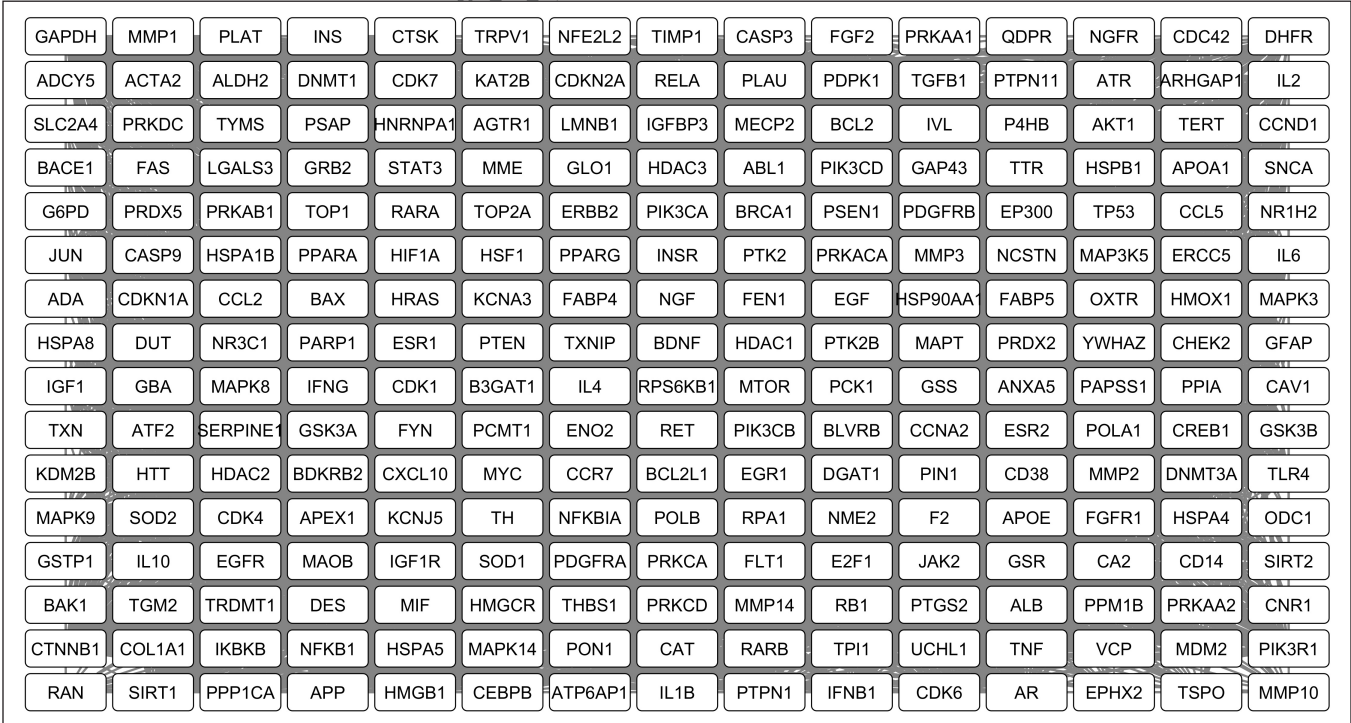 GAPDH MMP1 PLAT INS CTSK TRPV1 NFE2L2 TIMP1 CASP3 FGF2 PRKAA1 QDPR NGFR CDC42 DHFR
ADCY5 ACTA2 ALDH2 DNMT1 CDK7 KAT2B CDKN2A RELA PLAU PDPK1 TGFB1 PTPN11 ATR ARHGAP1 IL2
SLC2A4 PRKDC TYMS PSAP HNRNPA1 AGTR1 LMNB1 IGFBP3 MECP2 BCL2 IVL P4HB AKT1 TERT CCND1
BACE1 FAS LGALS3 GRB2 STAT3 MME GLO1 HDAC3 ABL1 PIK3CD GAP43 TTR HSPB1 APOA1 SNCA
G6PD PRDX5 PRKAB1 TOP1 RARA TOP2A ERBB2 PIK3CA BRCA1 PSEN1 PDGFRB EP300 TP53 CCL5 NR1H2
JUN CASP9 HSPA1B PPARA HIF1A HSF1 PPARG INSR PTK2 PRKACA MMP3 NCSTN MAP3K5 ERCC5 IL6
ADA CDKN1A CCL2 BAX HRAS KCNA3 FABP4 NGF FEN1 EGF HSP90AA1 FABP5 OXTR HMOX1 MAPK3
HSPA8 DUT NR3C1 PARP1 ESR1 PTEN TXNIP BDNF HDAC1 PTK2B MAPT PRDX2 YWHAZ CHEK2 GFAP
IGF1 GBA MAPK8 IFNG CDK1 B3GAT1 IL4 RPS6KB1 MTOR PCK1 GSS ANXA5 PAPSS1 PPIA CAV1
TXN ATF2 SERPINE1 GSK3A FYN PCMT1 ENO2 RET PIK3CB BLVRB CCNA2 ESR2 POLA1 CREB1 GSK3B
KDM2B HTT HDAC2 BDKRB2 CXCL10 MYC CCR7 BCL2L1 EGR1 DGAT1 PIN1 CD38 MMP2 DNMT3A TLR4
MAPK9 SOD2 CDK4 APEX1 KCNJ5 TH NFKBIA POLB RPA1 NME2 F2 APOE FGFR1 HSPA4 ODC1
GSTP1 IL10 EGFR MAOB IGF1R SOD1 PDGFRA PRKCA FLT1 E2F1 JAK2 GSR CA2 CD14 SIRT2
BAK1 TGM2 TRDMT1 DES MIF HMGCR THBS1 PRKCD MMP14 RB1 PTGS2 ALB PPM1B PRKAA2 CNR1
CTNNB1 COL1A1 IKBKB NFKB1 HSPA5 MAPK14 PON1 CAT RARB TPI1 UCHL1 TNF VCP MDM2 PIK3R1
RAN SIRT1 PPP1CA APP HMGB1 CEBPB ATP6AP1 IL1B PTPN1 IFNB1 CDK6 AR EPHX2 TSPO MMP10